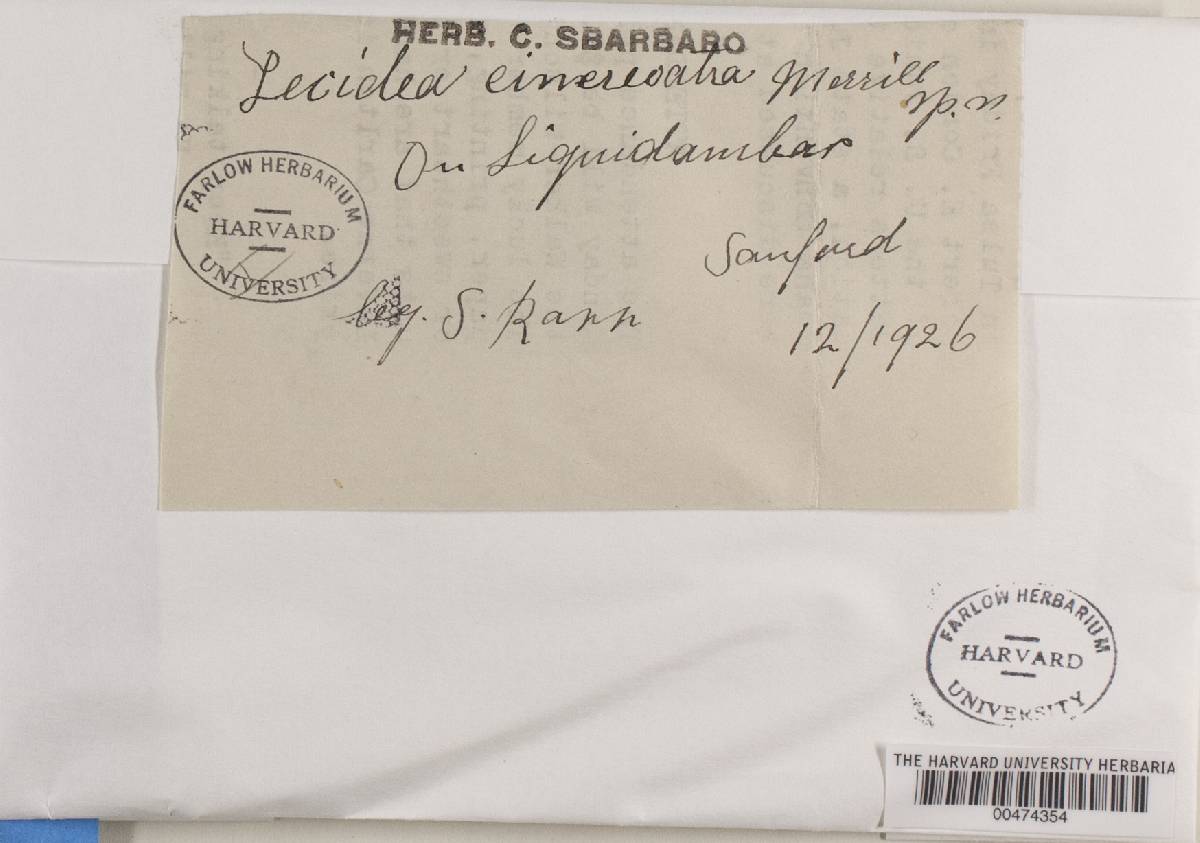 HERB. C. SBARBARO
Lecidea cinereoatra Merrill
sp. n.
On Liquidambar
FARLOW HERBARIUM
HARVARD
UNIVERSITY
Sanford
leg. S. Rapp
12/1926
FARLOW HERBARIUM
HARVARD
UNIVERSITY
THE HARVARD UNIVERSITY HERBARIA
00474354